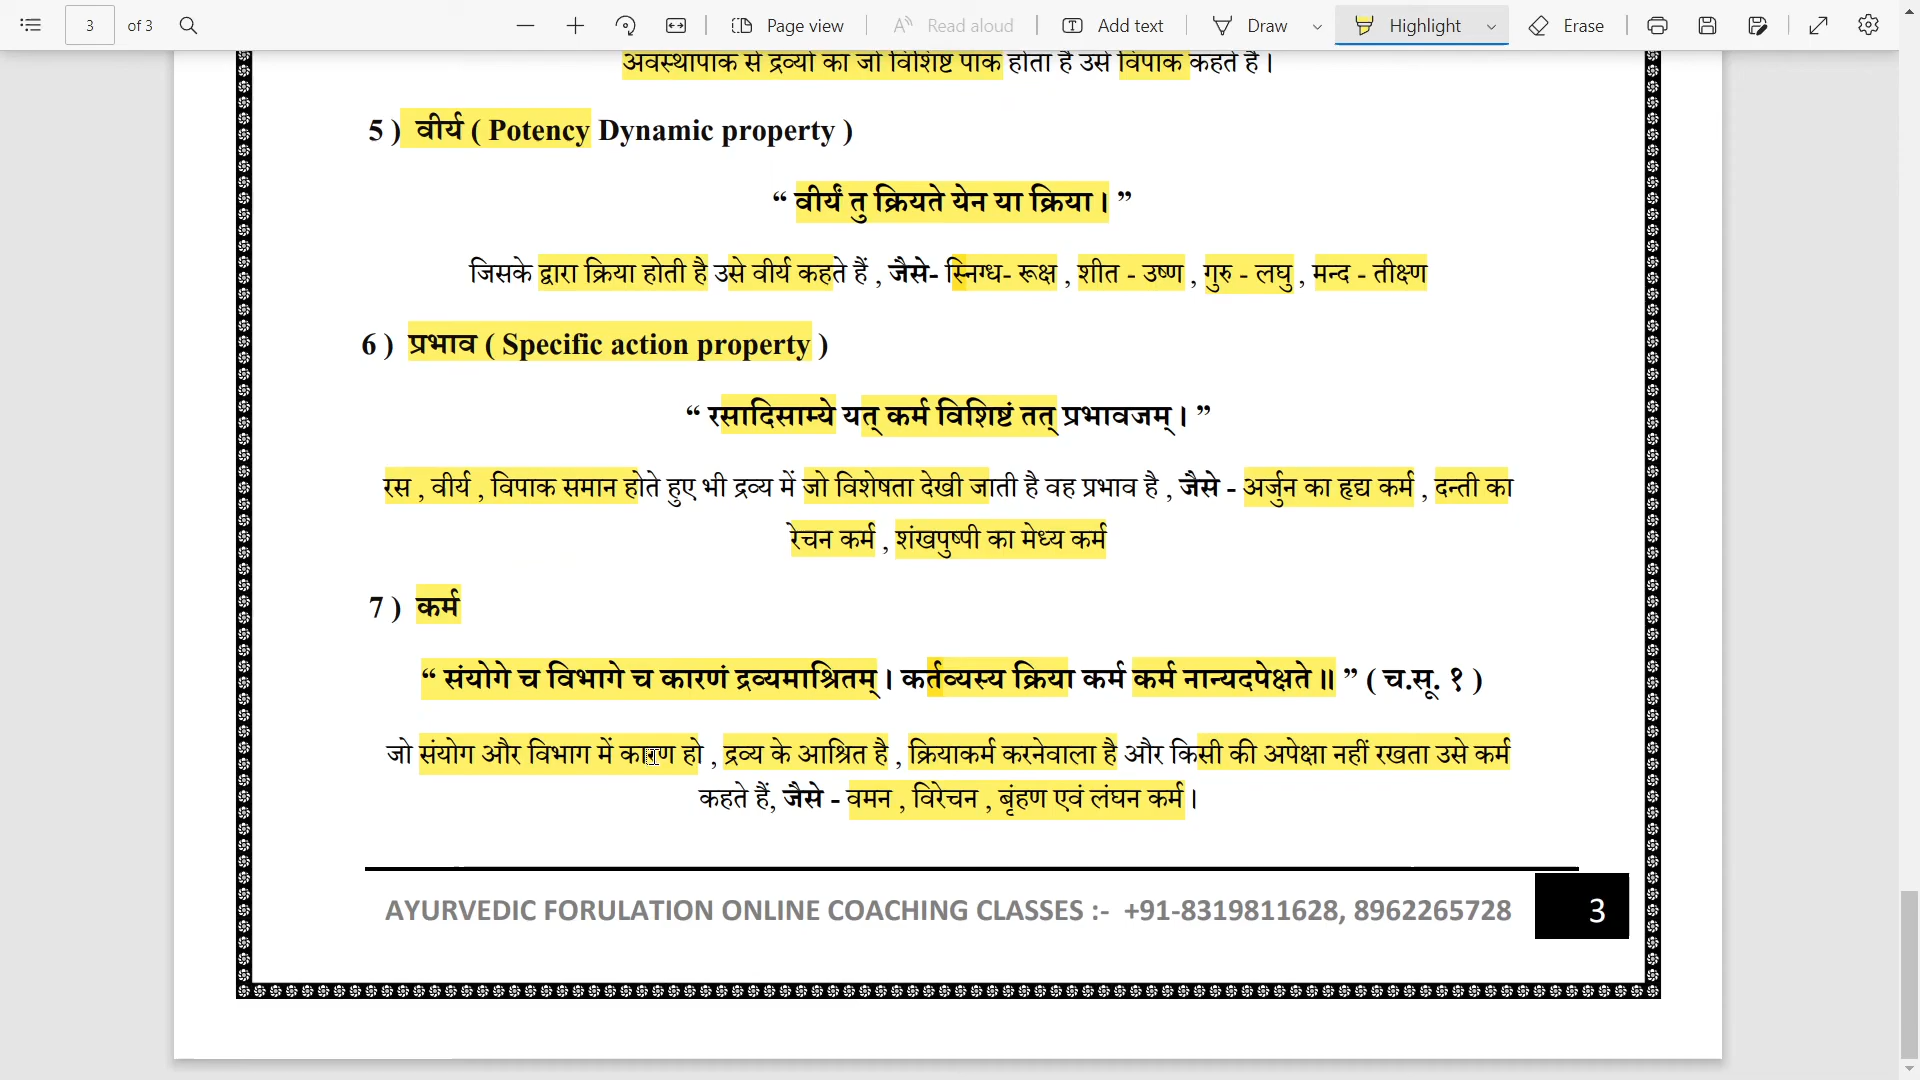 3 of 3 Page view Read aloud Add text Draw Highlight Erase
अवस्थापाक से द्रव्यों का जो विशिष्ट पाक होता है उसे विपाक कहते है।
5 ) वीर्य ( Potency Dynamic property )
“ वीर्यं तु क्रियते येन या क्रिया। ”
जिसके द्वारा क्रिया होती है उसे वीर्य कहते हैं , जैसे- स्निग्ध- रूक्ष , शीत - उष्ण , गुरु - लघु , मन्द - तीक्ष्ण
6 ) प्रभाव ( Specific action property )
“ रसादिसाम्ये यत् कर्म विशिष्टं तत् प्रभावजम्। ”
रस , वीर्य , विपाक समान होते हुए भी द्रव्य में जो विशेषता देखी जाती है वह प्रभाव है , जैसे - अर्जुन का हृद्य कर्म , दन्ती का
रेचन कर्म , शंखपुष्पी का मेध्य कर्म
7 ) कर्म
“ संयोगे च विभागे च कारणं द्रव्यमाश्रितम्। कर्तव्यस्य क्रिया कर्म कर्म नान्यदपेक्षते॥ ” ( च.सू. १ )
जो संयोग और विभाग में कारण हो , द्रव्य के आश्रित है , क्रियाकर्म करनेवाला है और किसी की अपेक्षा नहीं रखता उसे कर्म
कहते हैं, जैसे - वमन , विरेचन , बृंहण एवं लंघन कर्म।
AYURVEDIC FORULATION ONLINE COACHING CLASSES :- +91-8319811628, 8962265728 3